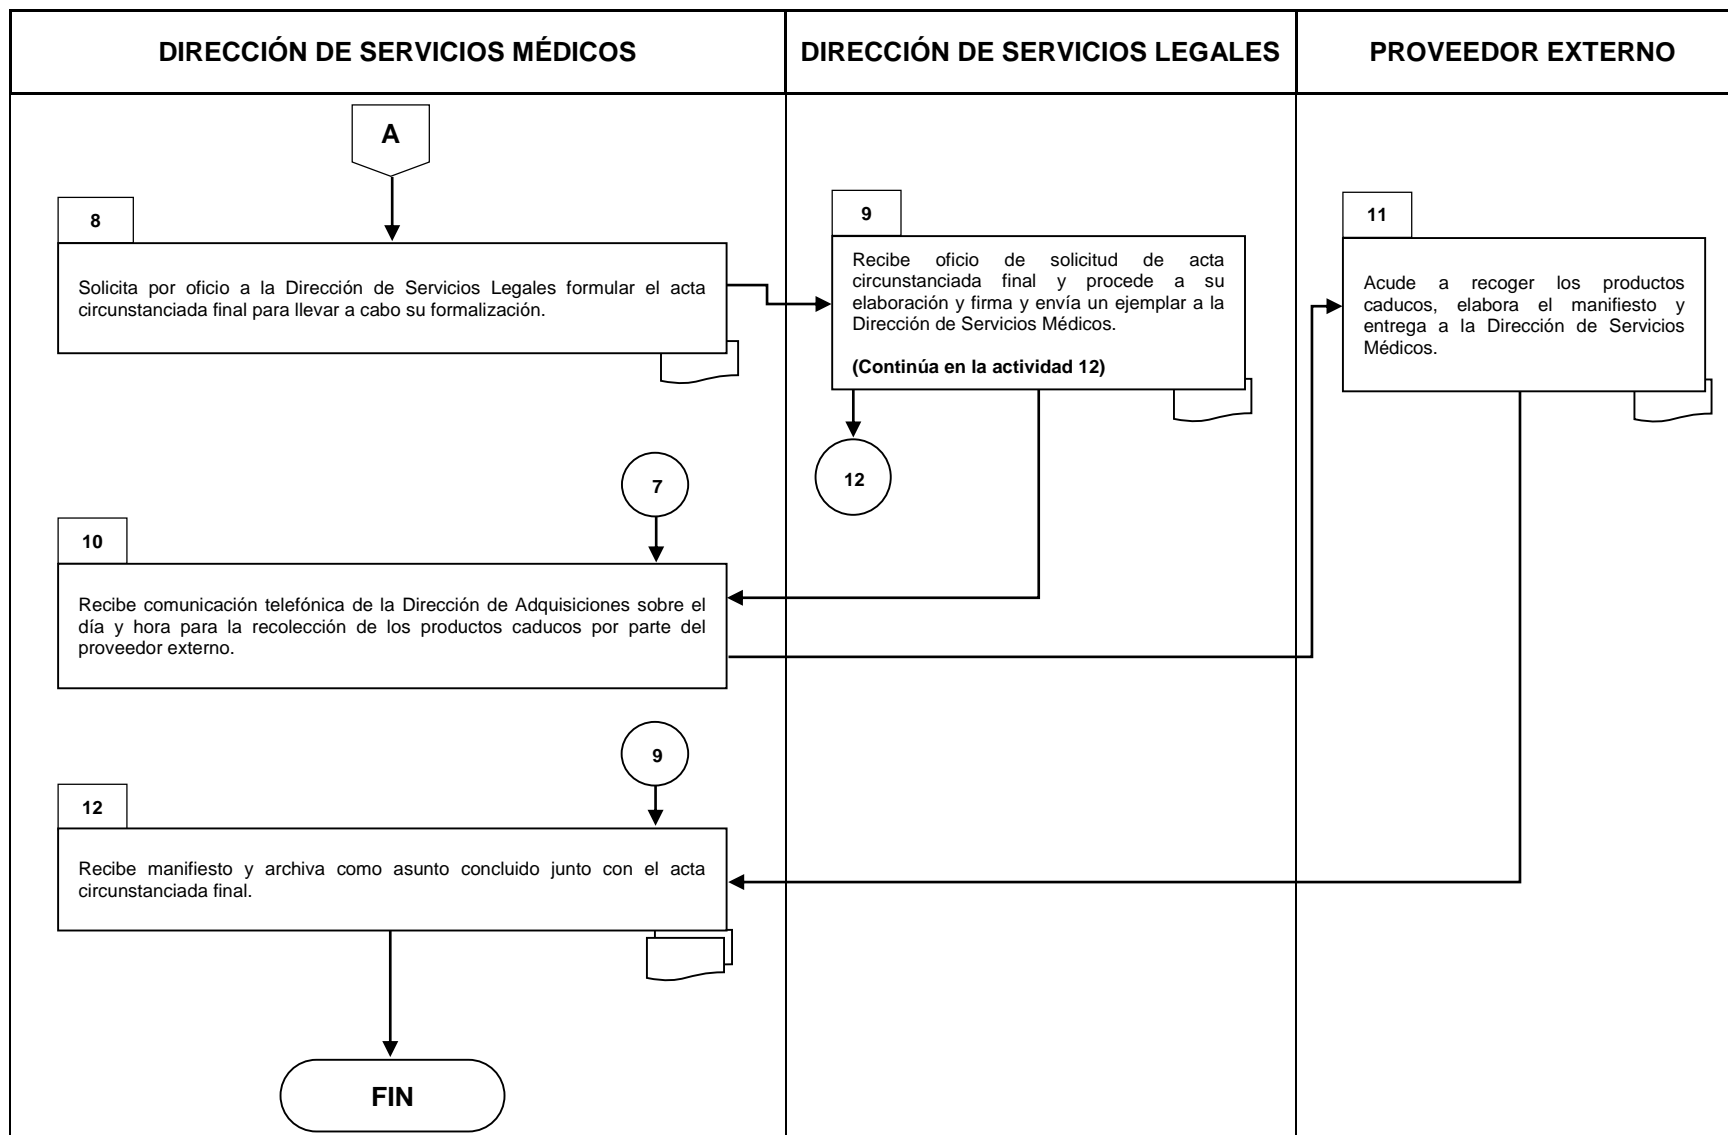 DIRECCIÓN DE SERVICIOS MÉDICOS
DIRECCIÓN DE SERVICIOS LEGALES
PROVEEDOR EXTERNO
A
8
Solicita por oficio a la Dirección de Servicios Legales formular el acta
circunstanciada final para llevar a cabo su formalización.
9
Recibe oficio de solicitud de acta
circunstanciada final y procede a su
elaboración y firma y envía un ejemplar a la
Dirección de Servicios Médicos.
(Continúa en la actividad 12)
12
11
Acude a recoger los productos
caducos, elabora el manifiesto y
entrega a la Dirección de Servicios
Médicos.
7
10
Recibe comunicación telefónica de la Dirección de Adquisiciones sobre el
día y hora para la recolección de los productos caducos por parte del
proveedor externo.
9
12
Recibe manifiesto y archiva como asunto concluido junto con el acta
circunstanciada final.
FIN